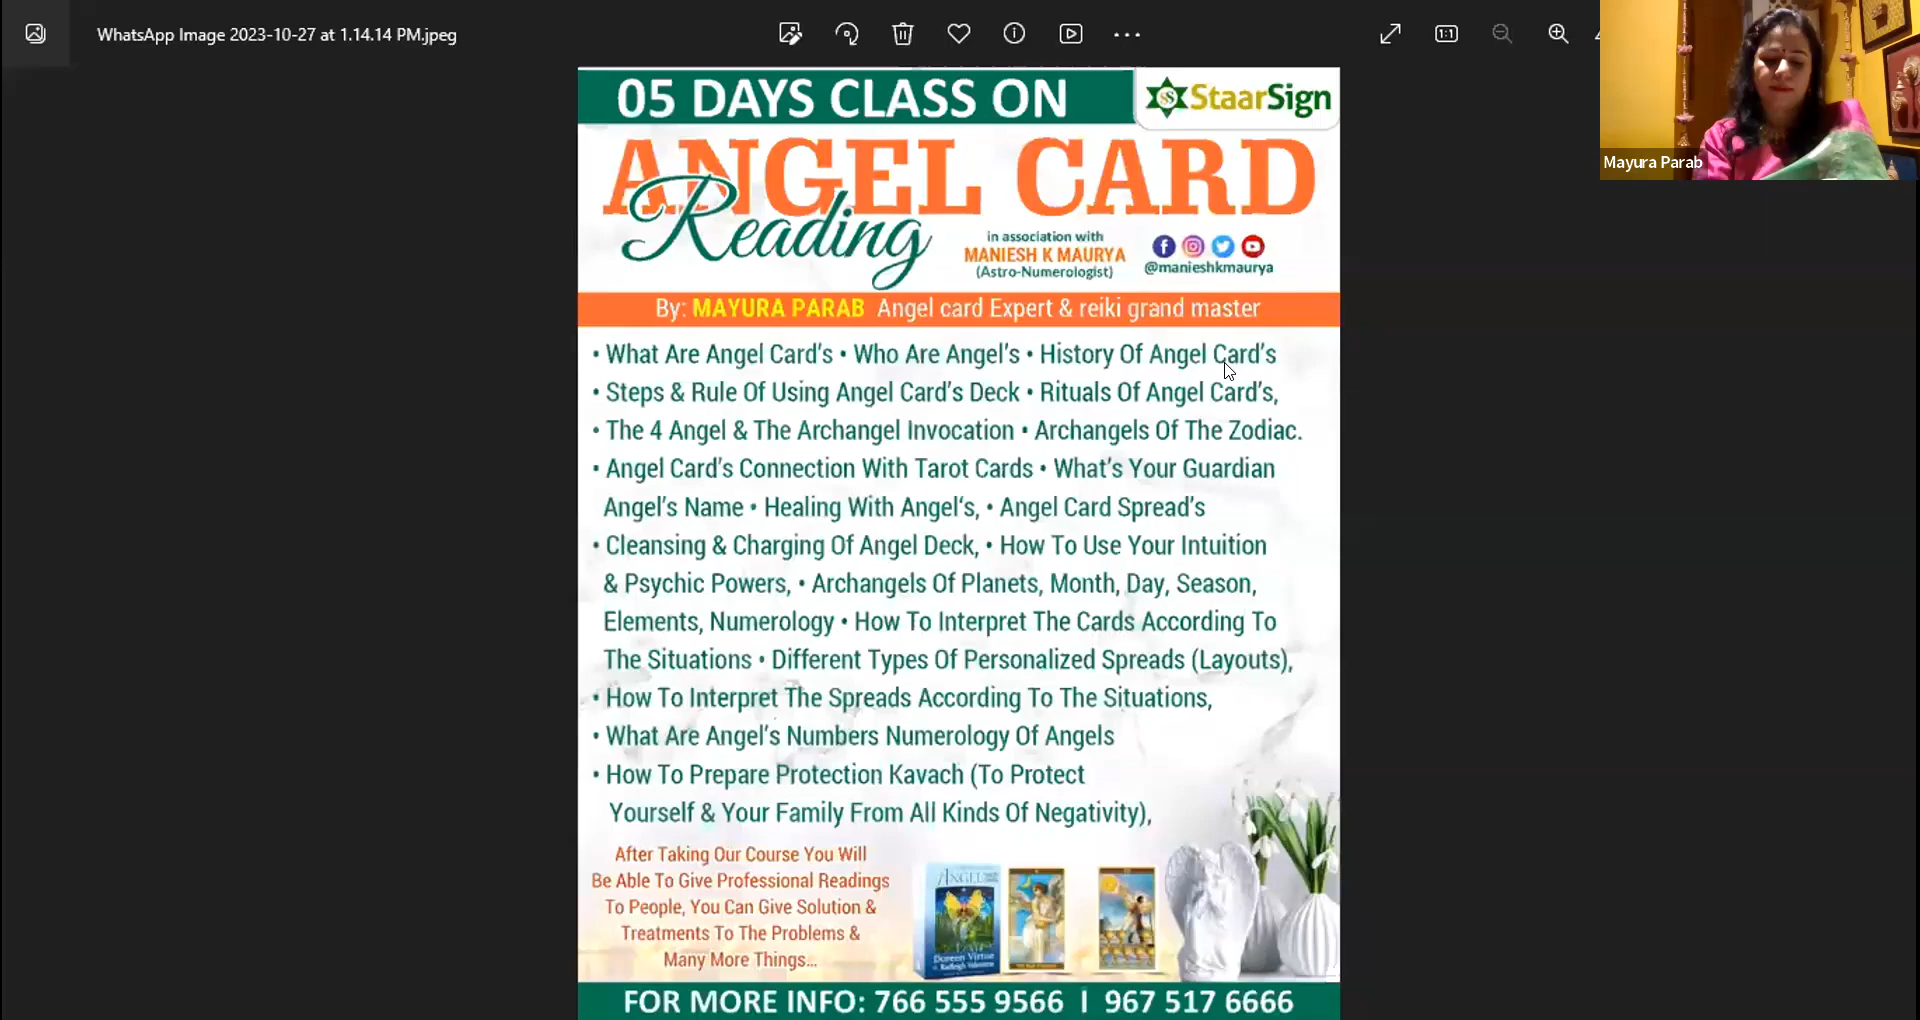 WhatsApp Image 2023-10-27 at 1.14.14 PM.jpeg
1:1
Mayura Parab
05 DAYS CLASS ON
SS StaarSign
ANGEL CARD
Reading
in association with
MANIESH K MAURYA
(Astro-Numerologist)
@manieshkmaurya
By: MAYURA PARAB Angel card Expert & reiki grand master
• What Are Angel Card's • Who Are Angel's • History Of Angel Card's
• Steps & Rule Of Using Angel Card's Deck • Rituals Of Angel Card's,
• The 4 Angel & The Archangel Invocation • Archangels Of The Zodiac.
• Angel Card's Connection With Tarot Cards • What's Your Guardian
Angel's Name • Healing With Angel's, • Angel Card Spread's
• Cleansing & Charging Of Angel Deck, • How To Use Your Intuition
& Psychic Powers, • Archangels Of Planets, Month, Day, Season,
Elements, Numerology • How To Interpret The Cards According To
The Situations • Different Types Of Personalized Spreads (Layouts),
• How To Interpret The Spreads According To The Situations,
• What Are Angel's Numbers Numerology Of Angels
• How To Prepare Protection Kavach (To Protect
Yourself & Your Family From All Kinds Of Negativity),
After Taking Our Course You Will
Be Able To Give Professional Readings
To People, You Can Give Solution &
Treatments To The Problems &
Many More Things...
ANGEL
Doreen Virtue
Radleigh Valentine
FOR MORE INFO: 766 555 9566 | 967 517 6666